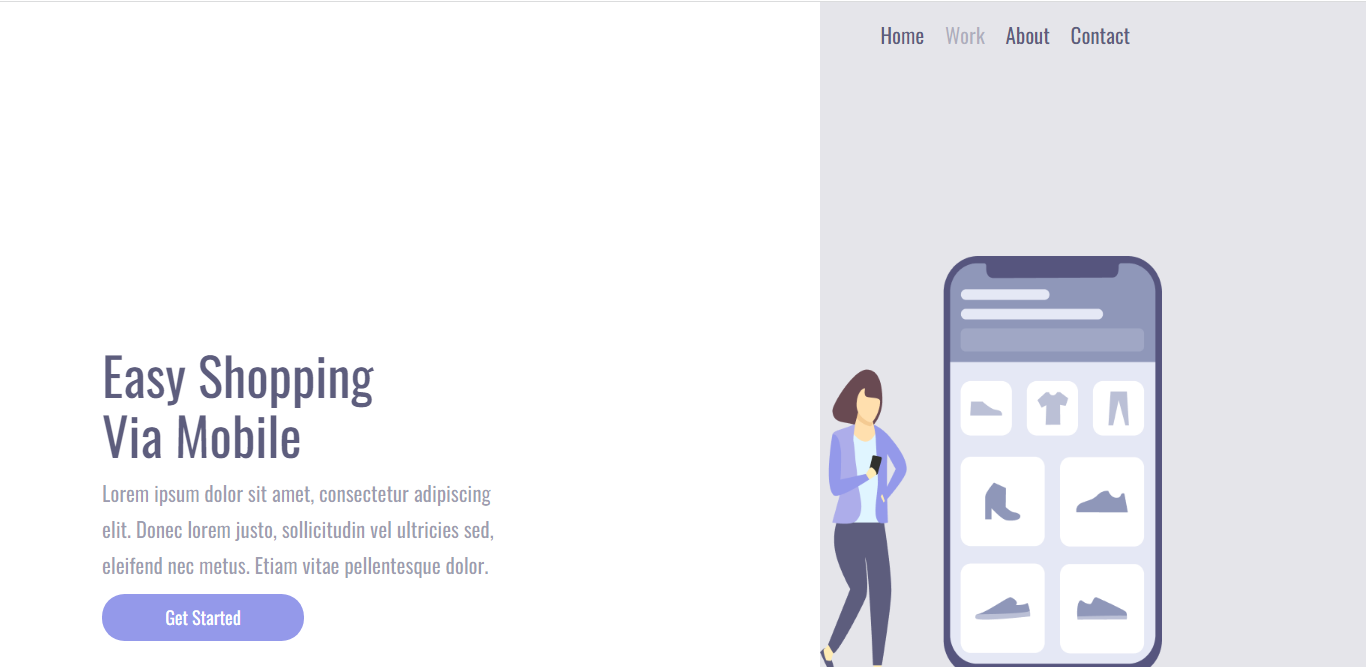 Home Work About Contact
Easy Shopping
Via Mobile
Lorem ipsum dolor sit amet, consectetur adipiscing
elit. Donec lorem justo, sollicitudin vel ultricies sed,
eleifend nec metus. Etiam vitae pellentesque dolor.
Get Started